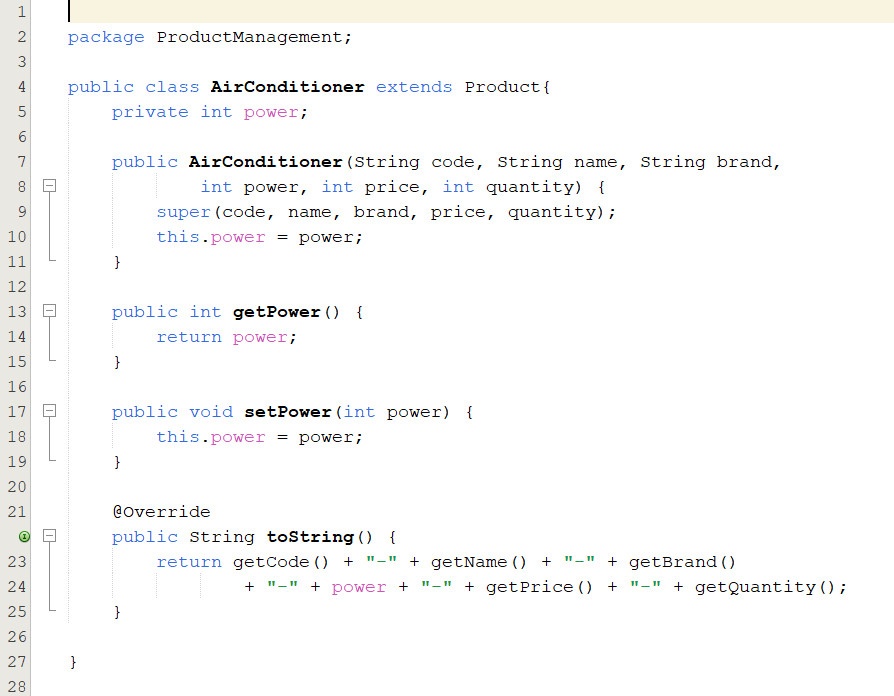 1
2 package ProductManagement;
3
4 public class AirConditioner extends Product{
5     private int power;
6
7     public AirConditioner(String code, String name, String brand,
8             int power, int price, int quantity) {
9         super(code, name, brand, price, quantity);
10         this.power = power;
11     }
12
13     public int getPower() {
14         return power;
15     }
16
17     public void setPower(int power) {
18         this.power = power;
19     }
20
21     @Override
    public String toString() {
23         return getCode() + "-" + getName() + "-" + getBrand()
24                 + "-" + power + "-" + getPrice() + "-" + getQuantity();
25     }
26
27 }
28